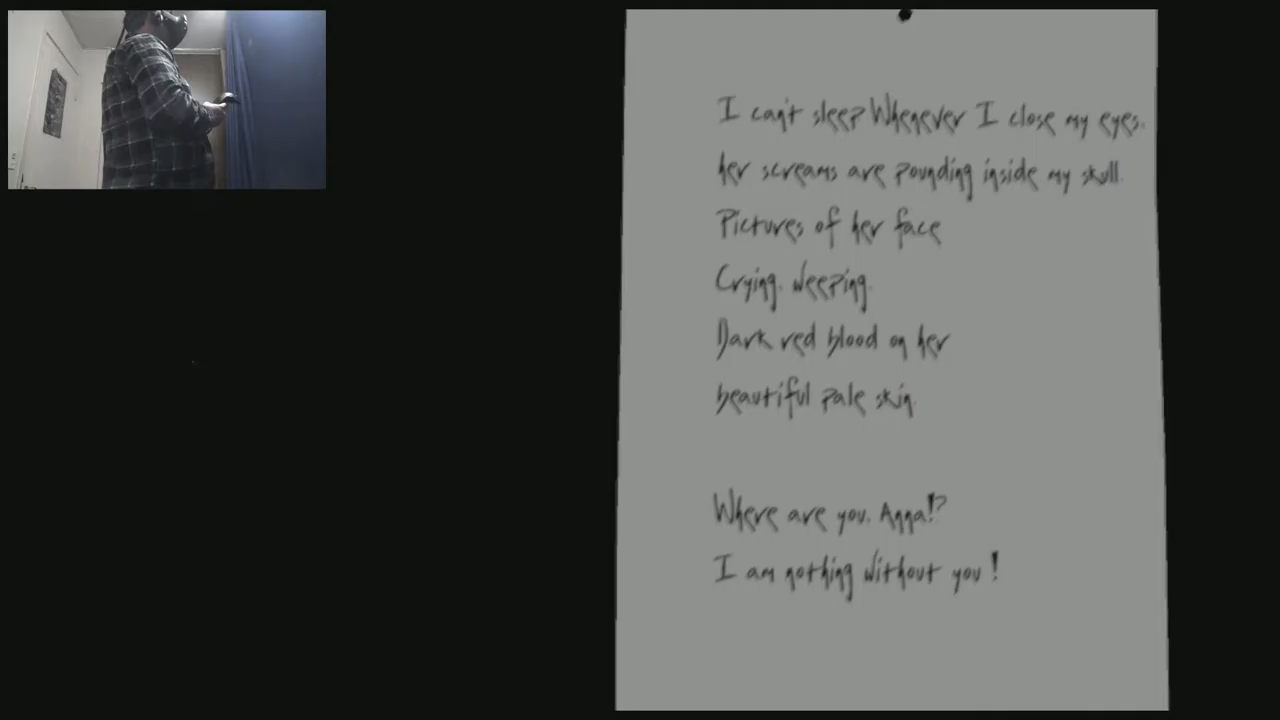 I can't sleep Whenever I close my eyes.
her screams are pounding inside my skull.
Pictures of her face
Crying. Weeping.
Dark red blood on her
beautiful pale skin.
Where are you. Anna!?
I am nothing without you!